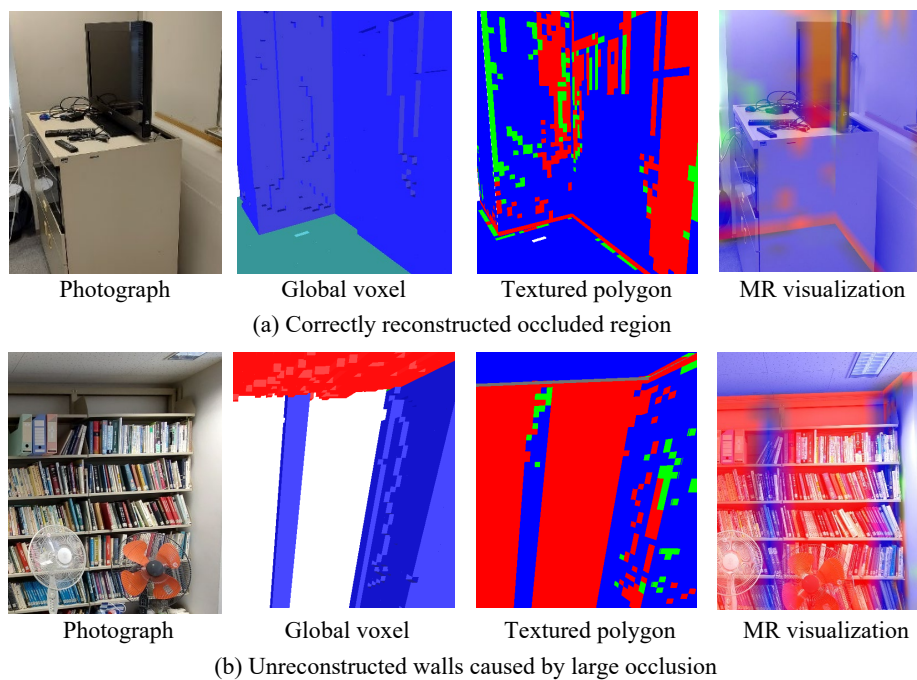 Photograph Global voxel Textured polygon MR visualization
(a) Correctly reconstructed occluded region
Photograph Global voxel Textured polygon MR visualization
(b) Unreconstructed walls caused by large occlusion